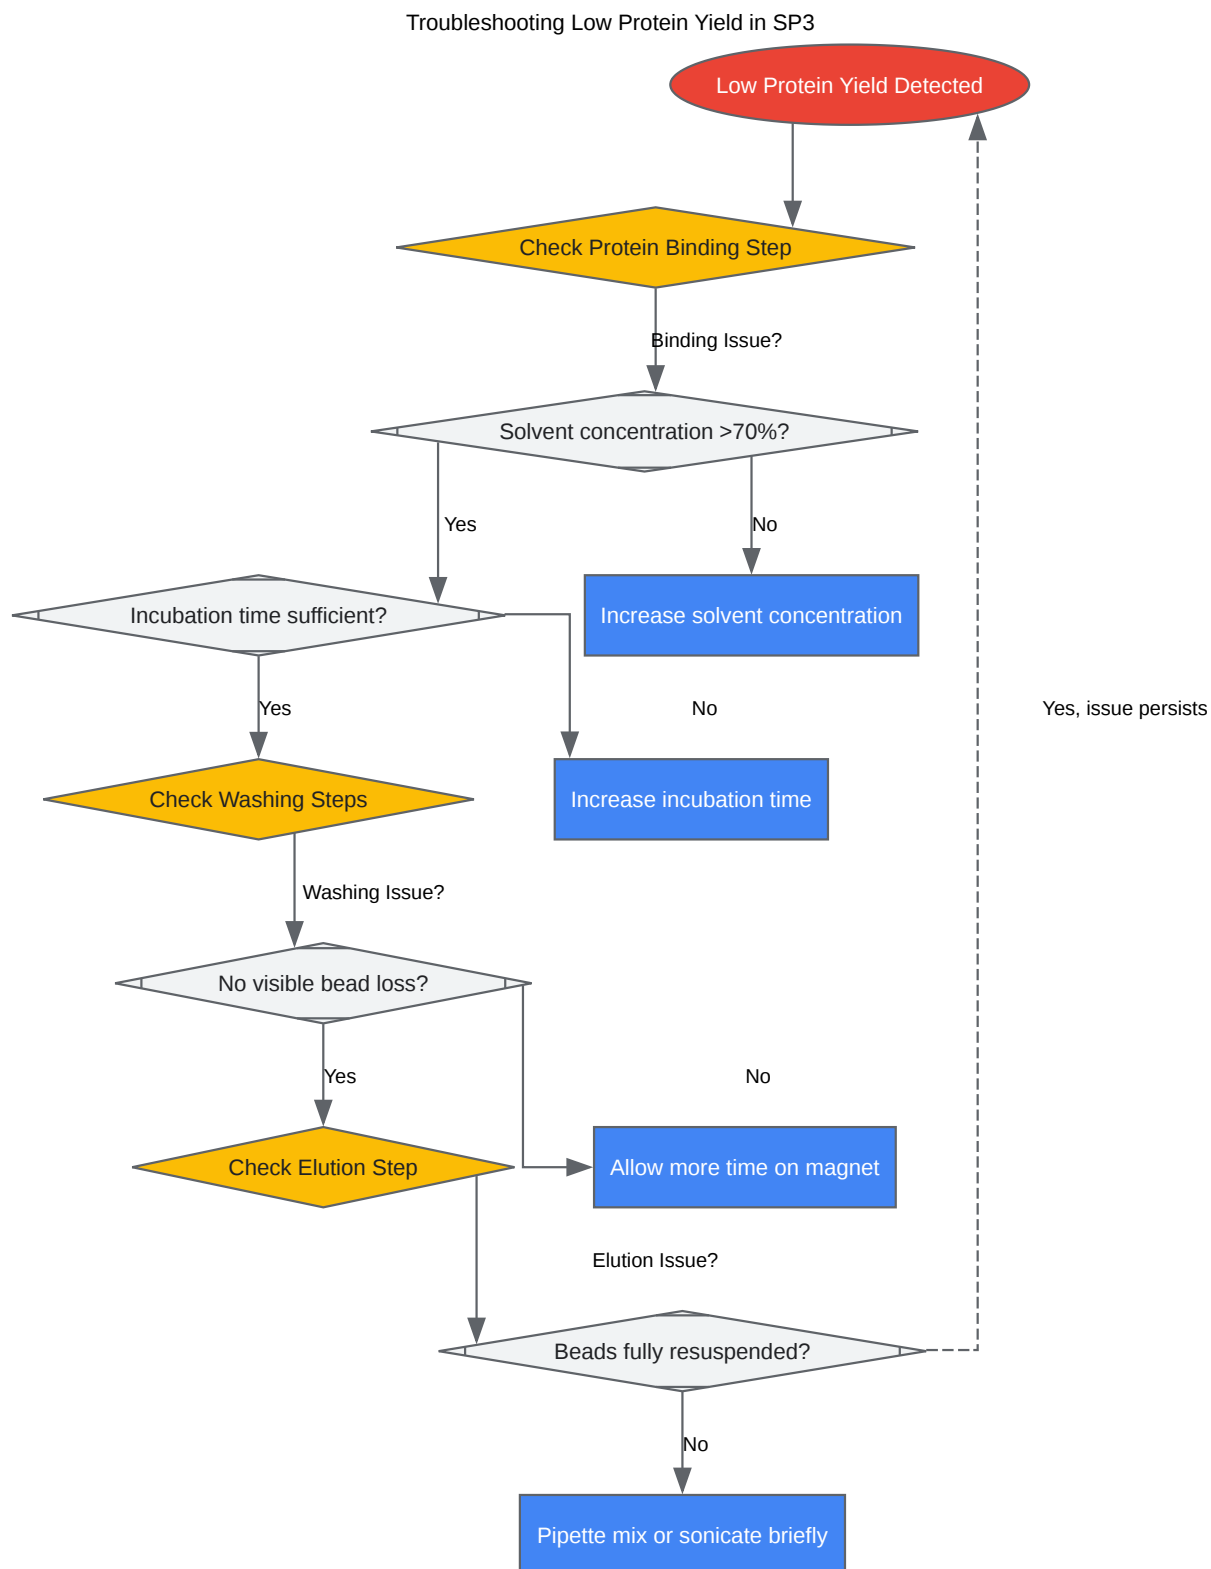 Troubleshooting Low Protein Yield in SP3
Low Protein Yield Detected
Check Protein Binding Step
Binding Issue?
Solvent concentration >70%?
Yes
No
Incubation time sufficient?
Increase solvent concentration
Yes
No
Yes, issue persists
Check Washing Steps
Increase incubation time
Washing Issue?
No visible bead loss?
Yes
No
Check Elution Step
Allow more time on magnet
Elution Issue?
Beads fully resuspended?
No
Pipette mix or sonicate briefly